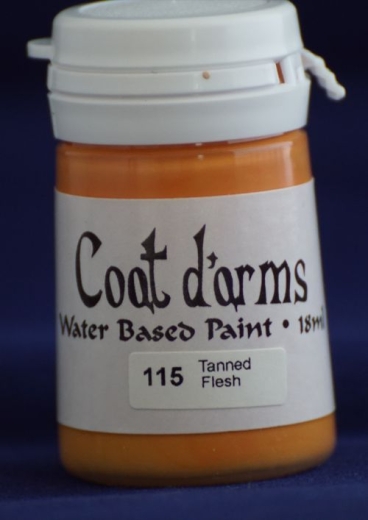 Coat d'arms
Water Based Paint • 18ml
115 Tanned
Flesh